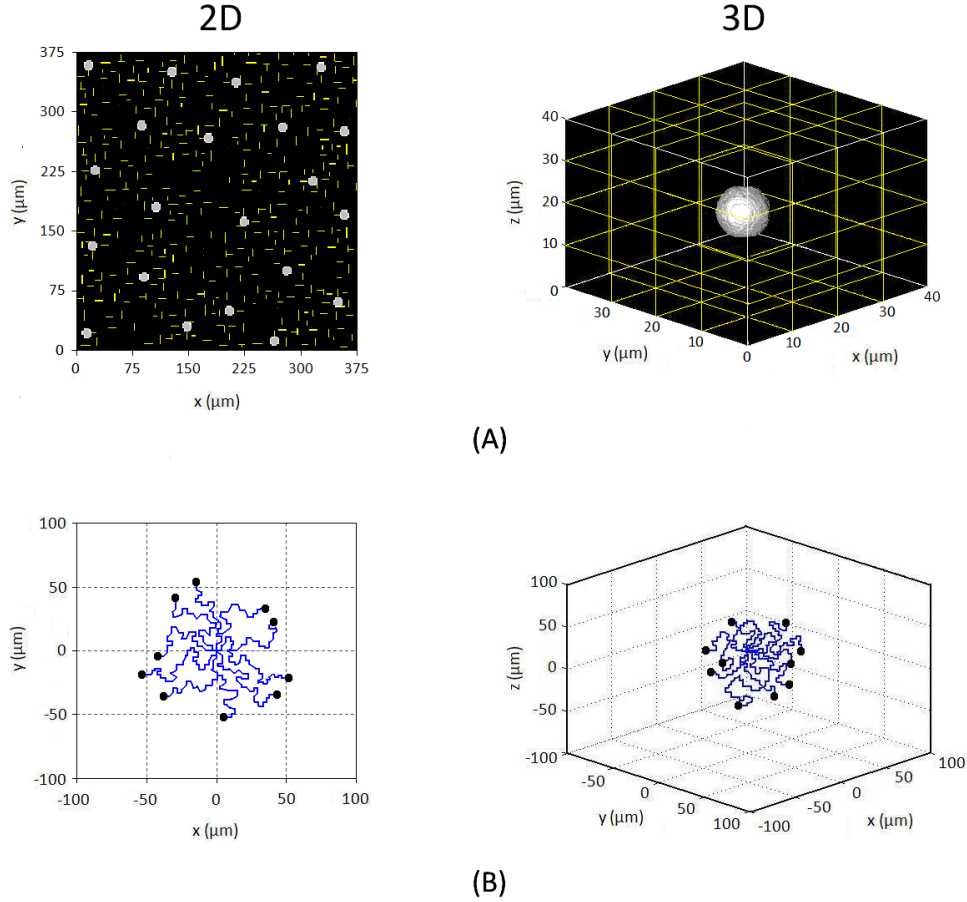 2D
3D
375
300
225
150
75
0
y (µm)
0 75 150 225 300 375
x (µm)
40
30
20
10
0
z (µm)
30 20 10 0
y (µm)
10 20 30 40
x (µm)
(A)
100
50
0
-50
-100
y (µm)
-100 -50 0 50 100
x (µm)
100
50
0
-50
-100
z (µm)
-50 0 50 100
y (µm)
-100 -50 0 50 100
x (µm)
(B)